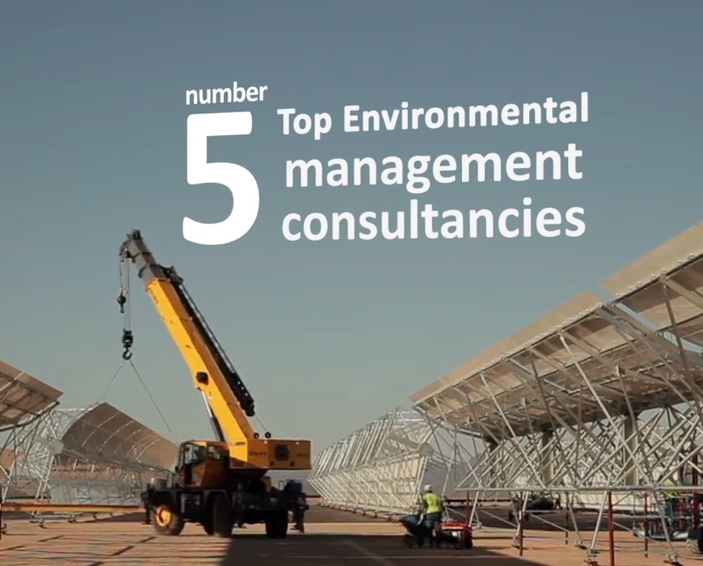 number
5
Top Environmental
management
consultancies